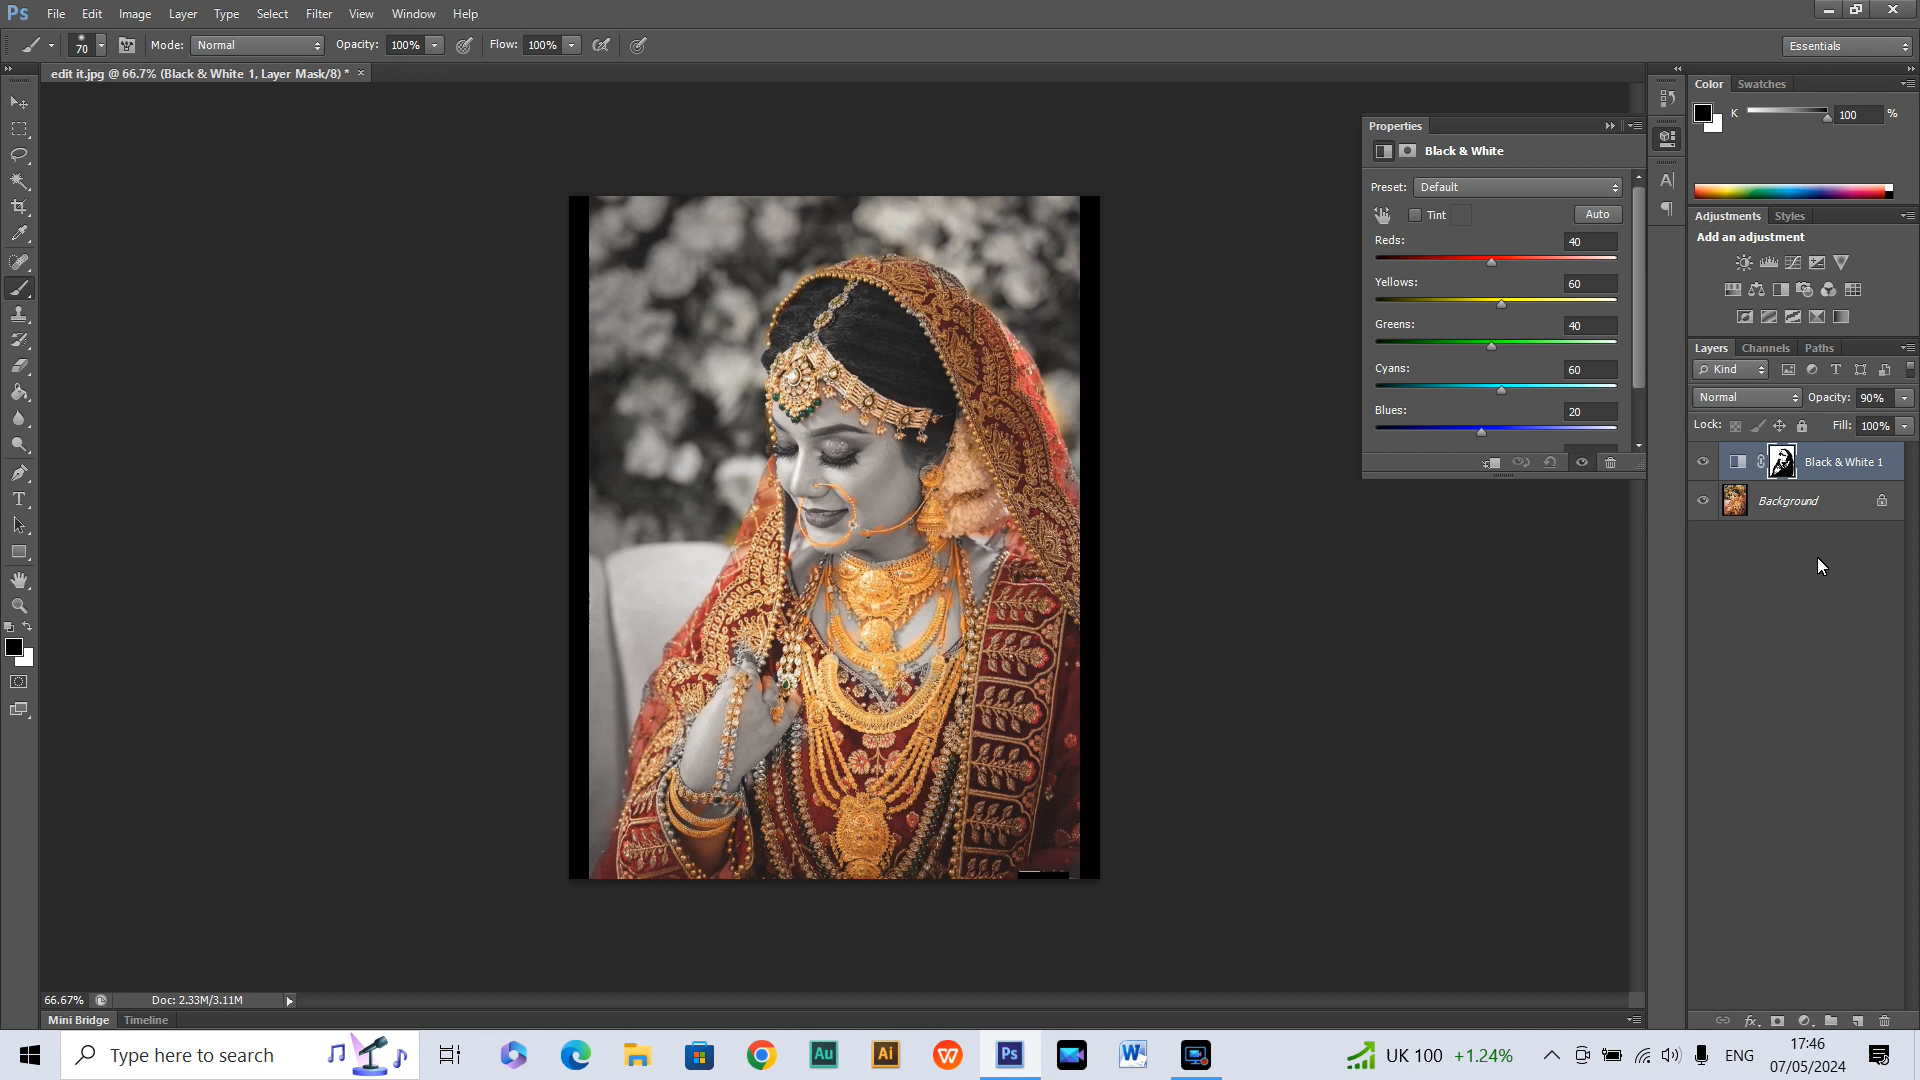 Ps File Edit Image Layer Type Select Filter View Window Help
70 Mode: Normal Opacity: 100% Flow: 100% Essentials
edit it.jpg @ 66.7% (Black & White 1, Layer Mask/8) * ×
Color Swatches
K 100 %
Properties
Black & White
Preset: Default
Tint Auto
Reds: 40
Yellows: 60
Greens: 40
Cyans: 60
Blues: 20
Adjustments Styles
Add an adjustment
Layers Channels Paths
Kind
Normal Opacity: 90%
Lock: Fill: 100%
Black & White 1
Background
66.67% Doc: 2.33M/3.11M
Mini Bridge Timeline
Type here to search Au Ai Ps UK 100 +1.24% ENG 17:46
07/05/2024